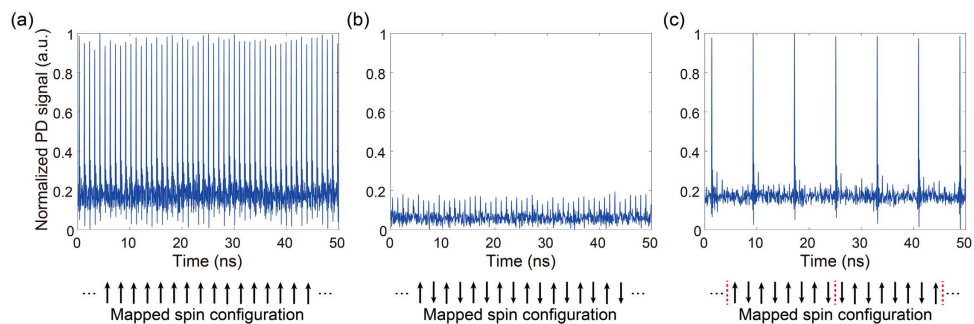 (a)
(b)
(c)
Normalized PD signal (a.u.)
1
0.8
0.6
0.4
0.2
0
0 10 20 30 40 50
Time (ns)
1
0.8
0.6
0.4
0.2
0
0 10 20 30 40 50
Time (ns)
1
0.8
0.6
0.4
0.2
0
0 10 20 30 40 50
Time (ns)
... ↑ ↑ ↑ ↑ ↑ ↑ ↑ ↑ ↑ ↑ ↑ ↑ ↑ ↑ ↑ ↑ ...
Mapped spin configuration
... ↑ ↓ ↑ ↓ ↑ ↓ ↑ ↓ ↑ ↓ ↑ ↓ ↑ ↓ ↑ ↓ ...
Mapped spin configuration
... ↑ ↓ ↑ ↓ ↑ ↓ ↑ ↓ ↓ ↑ ↓ ↑ ↓ ↑ ↓ ↑ ...
Mapped spin configuration